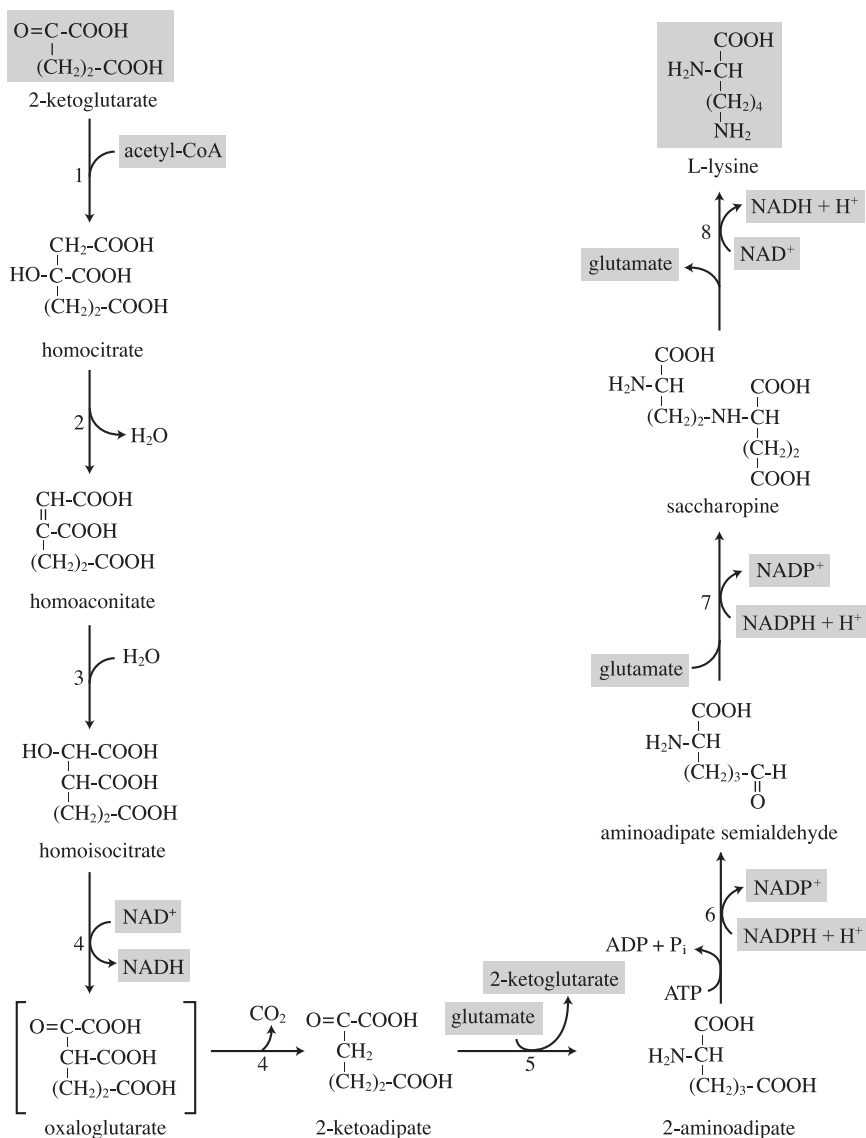 O=C-COOH
(CH₂)₂-COOH
2-ketoglutarate
acetyl-CoA
1
CH₂-COOH
HO-C-COOH
(CH₂)₂-COOH
homocitrate
2
H₂O
CH-COOH
C-COOH
(CH₂)₂-COOH
homoaconitate
3
H₂O
HO-CH-COOH
CH-COOH
(CH₂)₂-COOH
homoisocitrate
4
NAD⁺
NADH
O=C-COOH
CH-COOH
(CH₂)₂-COOH
oxaloglutarate
CO₂
4
O=C-COOH
CH₂
(CH₂)₂-COOH
2-ketoadipate
glutamate
2-ketoglutarate
5
COOH
H₂N-CH
(CH₂)₃-COOH
2-aminoadipate
ATP
ADP + Pᵢ
6
NADPH + H⁺
NADP⁺
COOH
H₂N-CH
(CH₂)₃-C-H
O
aminoadipate semialdehyde
glutamate
7
NADPH + H⁺
NADP⁺
COOH
H₂N-CH
COOH
(CH₂)₂-NH-CH
(CH₂)₂
COOH
saccharopine
glutamate
8
NAD⁺
NADH + H⁺
COOH
H₂N-CH
(CH₂)₄
NH₂
L-lysine